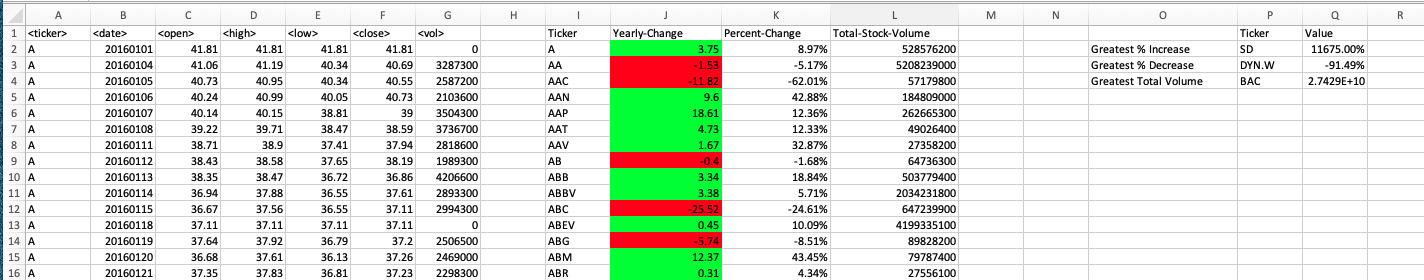 A B C D E F G H I J K L M N O P Q R
1 <ticker> <date> <open> <high> <low> <close> <vol> Ticker Yearly-Change Percent-Change Total-Stock-Volume Ticker Value
2 A 20160101 41.81 41.81 41.81 41.81 0 A 3.75 8.97% 528576200 Greatest % Increase SD 11675.00%
3 A 20160104 41.06 41.19 40.34 40.69 3287300 AA -1.53 -5.17% 5208239000 Greatest % Decrease DYN.W -91.49%
4 A 20160105 40.73 40.95 40.34 40.55 2587200 AAC -11.82 -62.01% 57179800 Greatest Total Volume BAC 2.7429E+10
5 A 20160106 40.24 40.99 40.05 40.73 2103600 AAN 9.6 42.88% 184809000
6 A 20160107 40.14 40.15 38.81 39 3504300 AAP 18.61 12.36% 262665300
7 A 20160108 39.22 39.71 38.47 38.59 3736700 AAT 4.73 12.33% 49026400
8 A 20160111 38.71 38.9 37.41 37.94 2818600 AAV 1.67 32.87% 27358200
9 A 20160112 38.43 38.58 37.65 38.19 1989300 AB -0.4 -1.68% 64736300
10 A 20160113 38.35 38.47 36.72 36.86 4206600 ABB 3.34 18.84% 503779400
11 A 20160114 36.94 37.88 36.55 37.61 2893300 ABBV 3.38 5.71% 2034231800
12 A 20160115 36.67 37.56 36.55 37.11 2994300 ABC -25.52 -24.61% 647239900
13 A 20160118 37.11 37.11 37.11 37.11 0 ABEV 0.45 10.09% 4199335100
14 A 20160119 37.64 37.92 36.79 37.2 2506500 ABG -5.74 -8.51% 89828200
15 A 20160120 36.68 37.61 36.13 37.26 2469000 ABM 12.37 43.45% 79787400
16 A 20160121 37.35 37.83 36.81 37.23 2298300 ABR 0.31 4.34% 27556100